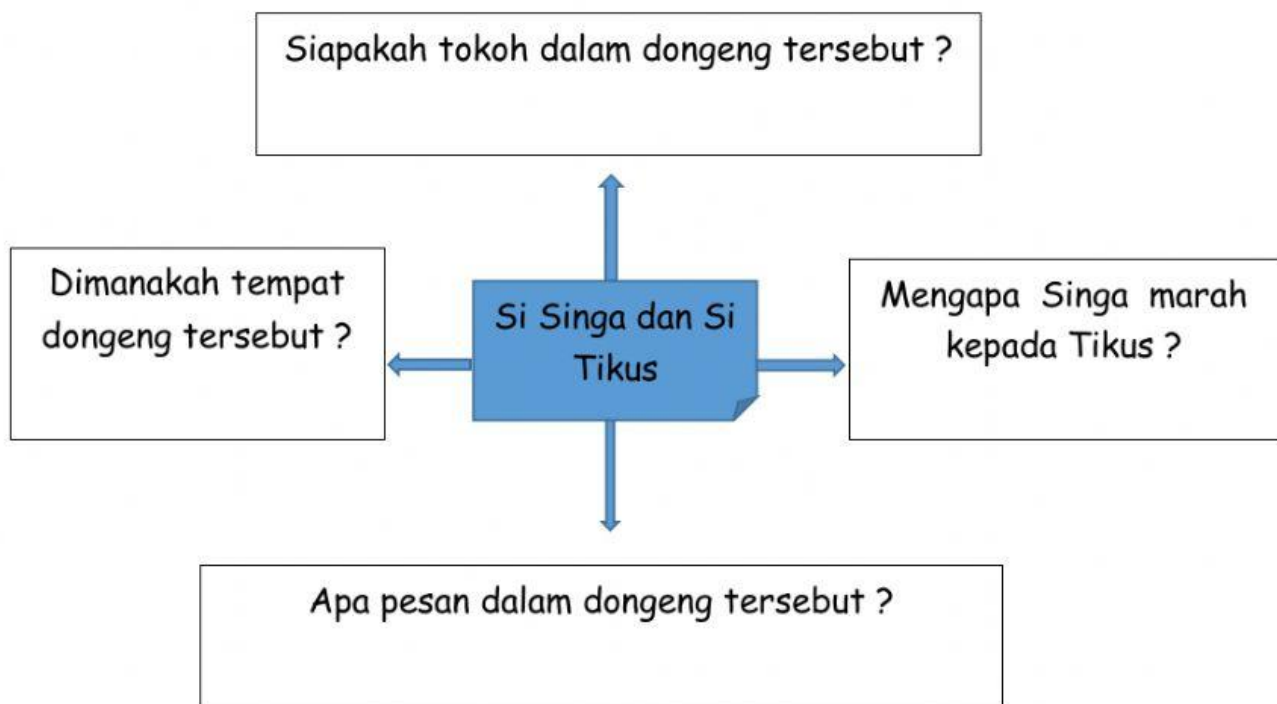 Siapakah tokoh dalam dongeng tersebut ?
Dimanakah tempat
dongeng tersebut ?
Si Singa dan Si
Tikus
Mengapa Singa marah
kepada Tikus ?
Apa pesan dalam dongeng tersebut ?